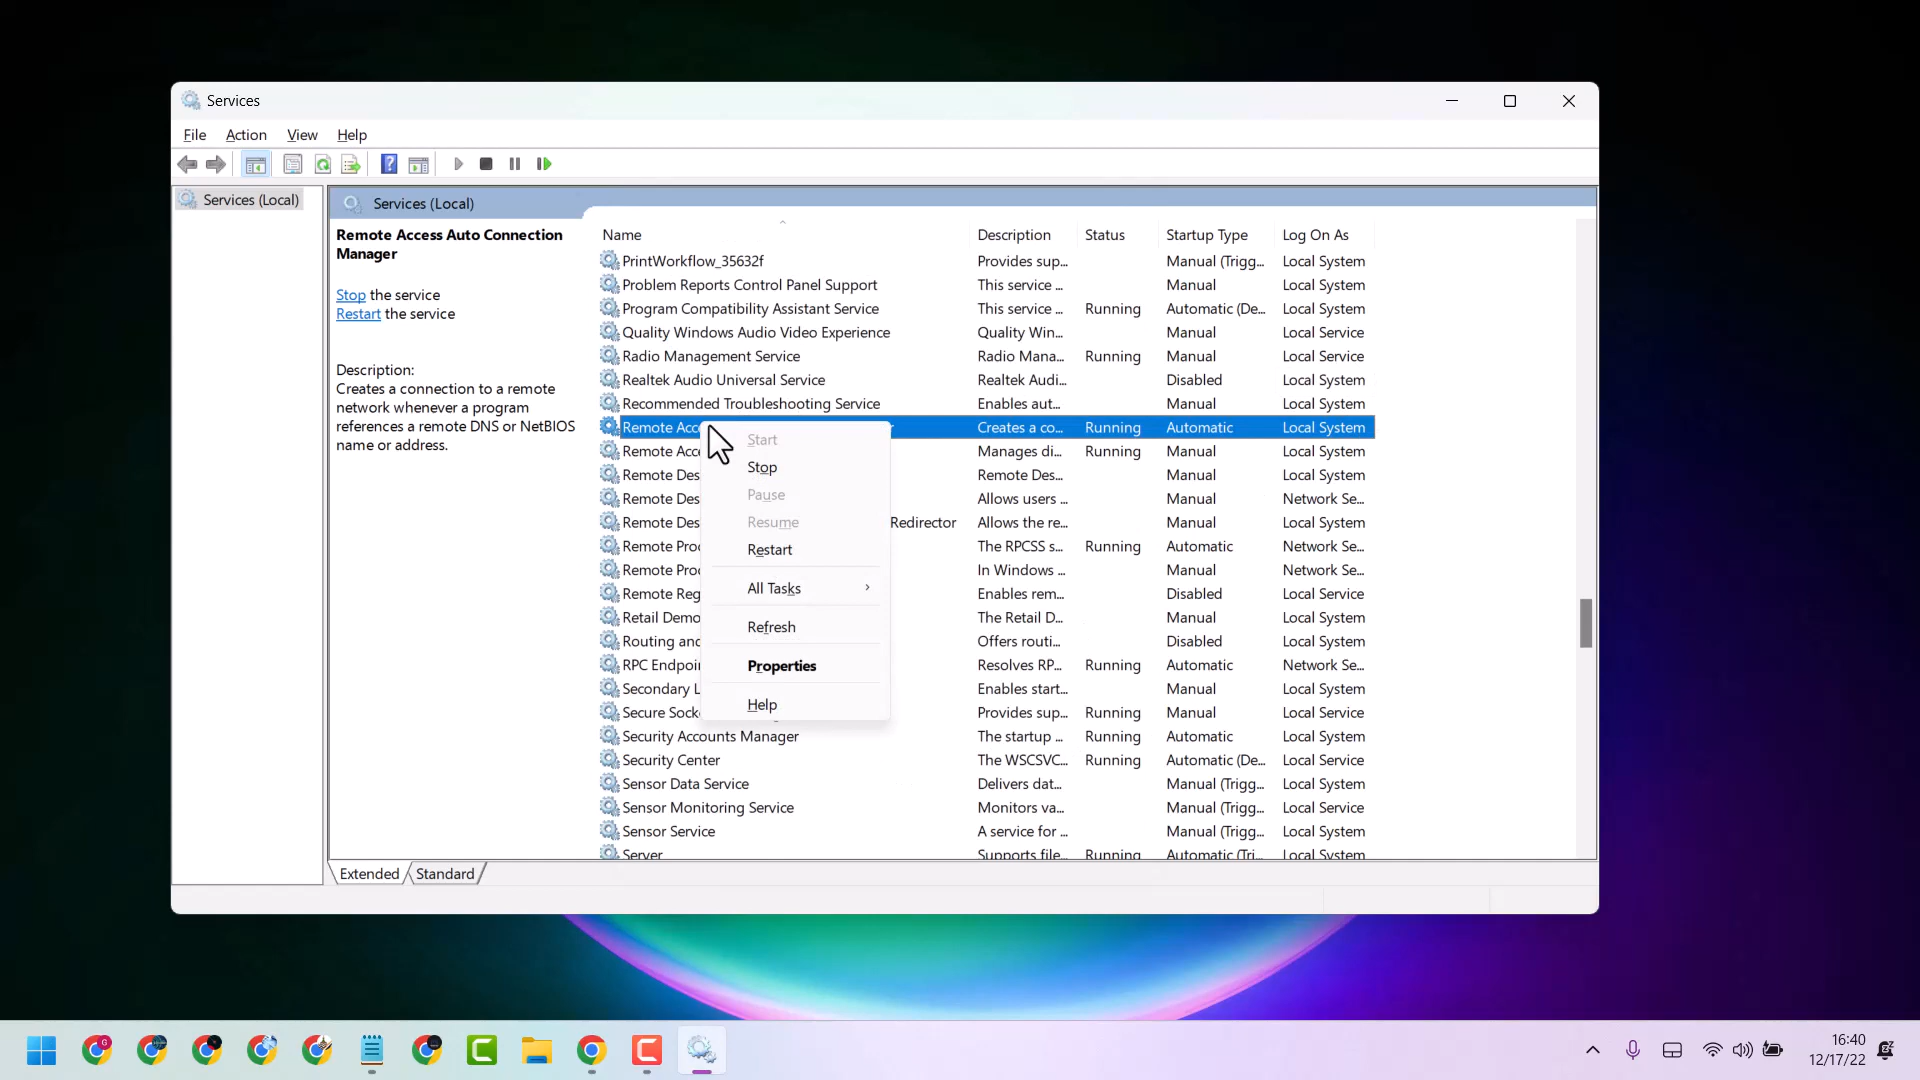 Services
File Action View Help
Services (Local)
Services (Local)
Remote Access Auto Connection
Manager
Stop the service
Restart the service
Description:
Creates a connection to a remote
network whenever a program
references a remote DNS or NetBIOS
name or address.
Name Description Status Startup Type Log On As
PrintWorkflow_35632f Provides sup... Manual (Trigg... Local System
Problem Reports Control Panel Support This service ... Manual Local System
Program Compatibility Assistant Service This service ... Running Automatic (De... Local System
Quality Windows Audio Video Experience Quality Win... Manual Local Service
Radio Management Service Radio Mana... Running Manual Local Service
Realtek Audio Universal Service Realtek Audi... Disabled Local System
Recommended Troubleshooting Service Enables aut... Manual Local System
Remote Acc Creates a co... Running Automatic Local System
Remote Acc Manages di... Running Manual Local System
Remote Des Remote Des... Manual Local System
Remote Des Allows users ... Manual Network Se...
Remote Des Redirector Allows the re... Manual Local System
Remote Proc The RPCSS s... Running Automatic Network Se...
Remote Proc In Windows ... Manual Network Se...
Remote Reg Enables rem... Disabled Local Service
Retail Demo The Retail D... Manual Local System
Routing and Offers routi... Disabled Local System
RPC Endpoin Resolves RP... Running Automatic Network Se...
Secondary L Enables start... Manual Local System
Secure Sock Provides sup... Running Manual Local Service
Security Accounts Manager The startup ... Running Automatic Local System
Security Center The WSCSVC... Running Automatic (De... Local Service
Sensor Data Service Delivers dat... Manual (Trigg... Local System
Sensor Monitoring Service Monitors va... Manual (Trigg... Local Service
Sensor Service A service for ... Manual (Trigg... Local System
Server Supports file... Running Automatic (Tri... Local System
Start
Stop
Pause
Resume
Restart
All Tasks
Refresh
Properties
Help
Extended Standard
16:40
12/17/22